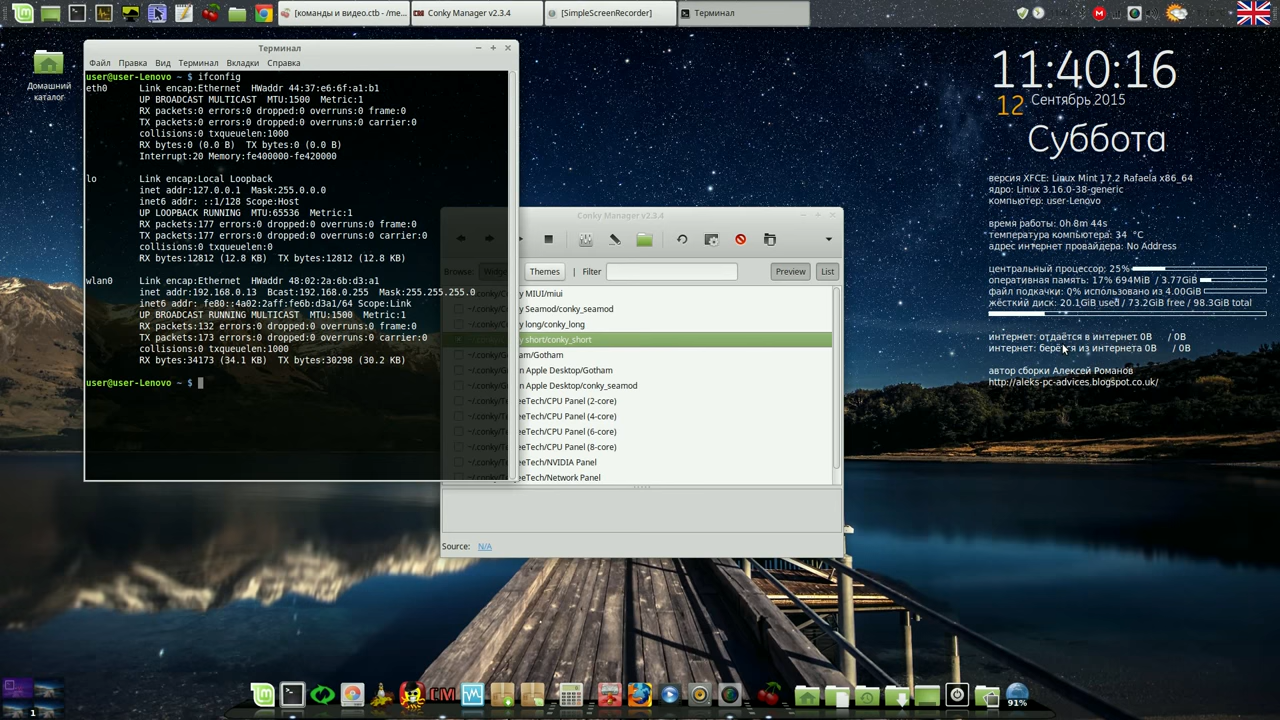 [команды и видео.ctb - /me...
Conky Manager v2.3.4
[SimpleScreenRecorder]
Терминал
Домашний
каталог
Терминал
Файл Правка Вид Терминал Вкладки Справка
user@user-Lenovo ~ $ ifconfig
eth0 Link encap:Ethernet HWaddr 44:37:e6:6f:a1:b1
UP BROADCAST MULTICAST MTU:1500 Metric:1
RX packets:0 errors:0 dropped:0 overruns:0 frame:0
TX packets:0 errors:0 dropped:0 overruns:0 carrier:0
collisions:0 txqueuelen:1000
RX bytes:0 (0.0 B) TX bytes:0 (0.0 B)
Interrupt:20 Memory:fe400000-fe420000
lo Link encap:Local Loopback
inet addr:127.0.0.1 Mask:255.0.0.0
inet6 addr: ::1/128 Scope:Host
UP LOOPBACK RUNNING MTU:65536 Metric:1
RX packets:177 errors:0 dropped:0 overruns:0 frame:0
TX packets:177 errors:0 dropped:0 overruns:0 carrier:0
collisions:0 txqueuelen:0
RX bytes:12812 (12.8 KB) TX bytes:12812 (12.8 KB)
wlan0 Link encap:Ethernet HWaddr 48:02:2a:6b:d3:a1
inet addr:192.168.0.13 Bcast:192.168.0.255 Mask:255.255.255.0
inet6 addr: fe80::4a02:2aff:fe6b:d3a1/64 Scope:Link
UP BROADCAST RUNNING MULTICAST MTU:1500 Metric:1
RX packets:132 errors:0 dropped:0 overruns:0 frame:0
TX packets:173 errors:0 dropped:0 overruns:0 carrier:0
collisions:0 txqueuelen:1000
RX bytes:34173 (34.1 KB) TX bytes:30298 (30.2 KB)
user@user-Lenovo ~ $
Conky Manager v2.3.4
Browse: Themes | Filter Preview List
MIUI/miui
Seamod/conky_seamod
long/conky_long
short/conky_short
/Gotham
Apple Desktop/Gotham
Apple Desktop/conky_seamod
eeTech/CPU Panel (2-core)
eeTech/CPU Panel (4-core)
eeTech/CPU Panel (6-core)
eeTech/CPU Panel (8-core)
eeTech/NVIDIA Panel
eeTech/Network Panel
Source: N/A
11:40:16
12 Сентябрь 2015
Суббота
версия XFCE: Linux Mint 17.2 Rafaela x86_64
ядро: Linux 3.16.0-38-generic
компьютер: user-Lenovo
время работы: 0h 8m 44s
температура компьютера: 34 °C
адрес интернет провайдера: No Address
центральный процессор: 25%
оперативная память: 17% 694MiB / 3.77GiB
файл подкачки: 0% использовано из 4.00GiB
жёсткий диск: 20.1GiB used / 73.2GiB free / 98.3GiB total
интернет: отдаётся в интернет 0B / 0B
интернет: берётся из интернета 0B / 0B
автор сборки Алексей Романов
http://aleks-pc-advices.blogspot.co.uk/
1
CM
91%